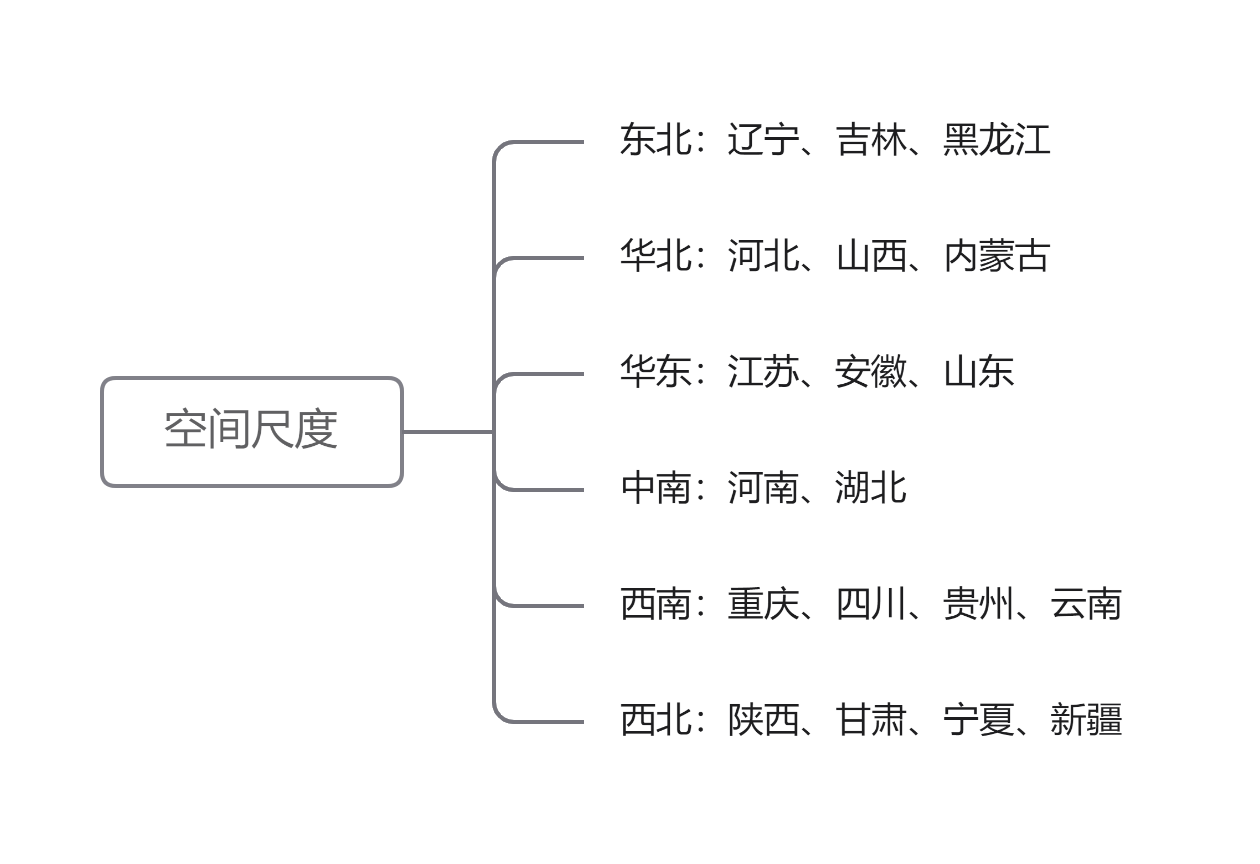 空间尺度
东北：辽宁、吉林、黑龙江
华北：河北、山西、内蒙古
华东：江苏、安徽、山东
中南：河南、湖北
西南：重庆、四川、贵州、云南
西北：陕西、甘肃、宁夏、新疆